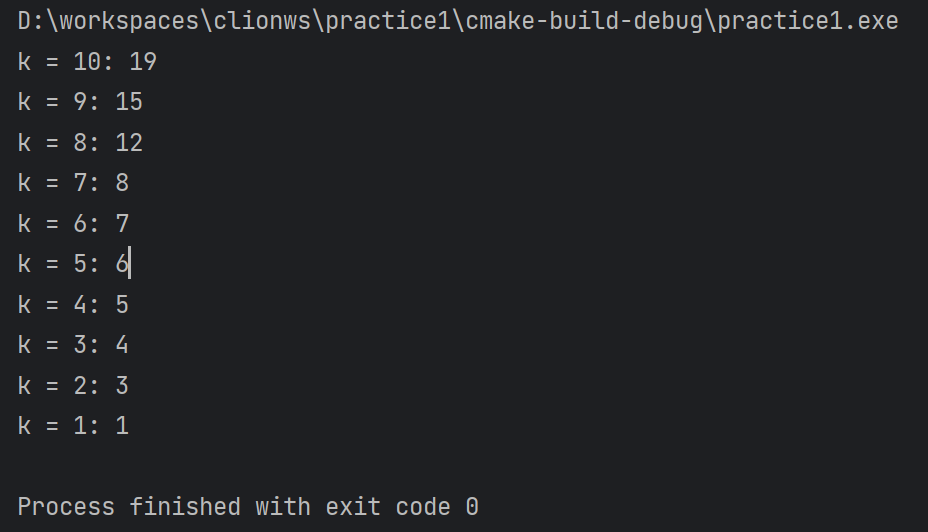 D:\workspaces\clionws\practice1\cmake-build-debug\practice1.exe
k = 10: 19
k = 9: 15
k = 8: 12
k = 7: 8
k = 6: 7
k = 5: 6
k = 4: 5
k = 3: 4
k = 2: 3
k = 1: 1
Process finished with exit code 0